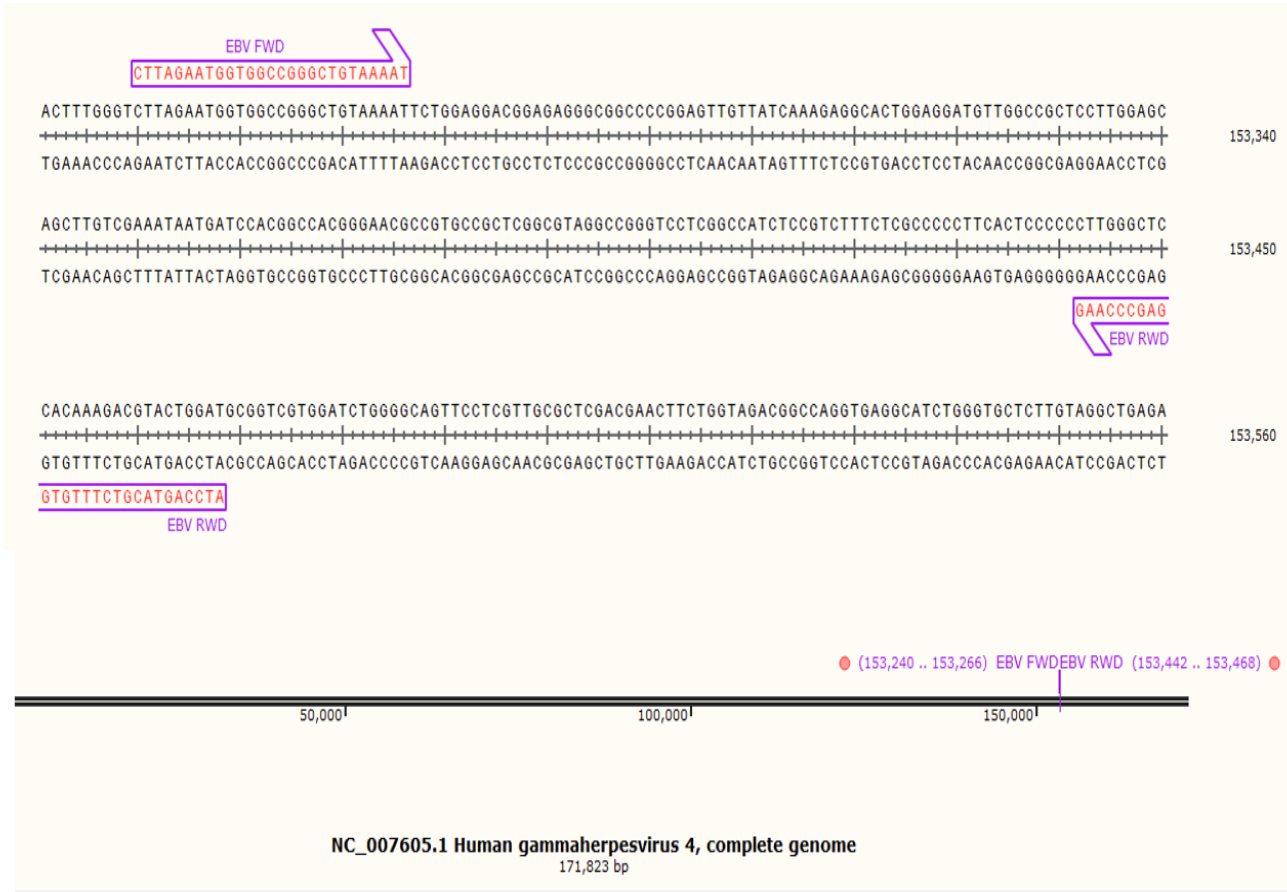 EBV FWD
CTTAGAATGGTGGCCGGGCTGTAAAAT
ACTTTGGGTCTTAGAATGGTGGCCGGGCTGTAAAATTCTGGAGGACGGAGAGGGCGGCCCCGGAGTTGTTATCAAAGAGGCACTGGAGGATGTTGGCCGCTCCTTGGAGC
153,340
TGAAACCCAGAATCTTACCACCGGCCCGACATTTTAAGACCTCCTGCCTCTCCCGCCGGGGCCTCAACAATAGTTTCTCCGTGACCTCCTACAACCGGCGAGGAACCTCG
AGCTTGTCGAAATAATGATCCACGGCCACGGGAACGCCGTGCCGCTCGGCGTAGGCCGGGTCCTCGGCCATCTCCGTCTTTCTCGCCCCCTTCACTCCCCCCTTGGGCTC
153,450
TCGAACAGCTTTATTACTAGGTGCCGGTGCCCTTGCGGCACGGCGAGCCGCATCCGGCCCAGGAGCCGGTAGAGGCAGAAAGAGCGGGGGAAGTGAGGGGGGAACCCGAG
GAACCCGAG
EBV RWD
CACAAAGACGTACTGGATGCGGTCGTGGATCTGGGGCAGTTCCTCGTTGCGCTCGACGAACTTCTGGTAGACGGCCAGGTGAGGCATCTGGGTGCTCTTGTAGGCTGAGA
153,560
GTGTTTCTGCATGACCTACGCCAGCACCTAGACCCCGTCAAGGAGCAACGCGAGCTGCTTGAAGACCATCTGCCGGTCCACTCCGTAGACCCACGAGAACATCCGACTCT
GTGTTTCTGCATGACCTA
EBV RWD
(153,240 .. 153,266) EBV FWDEBV RWD (153,442 .. 153,468)
50,000 100,000 150,000
NC_007605.1 Human gammaherpesvirus 4, complete genome
171,823 bp